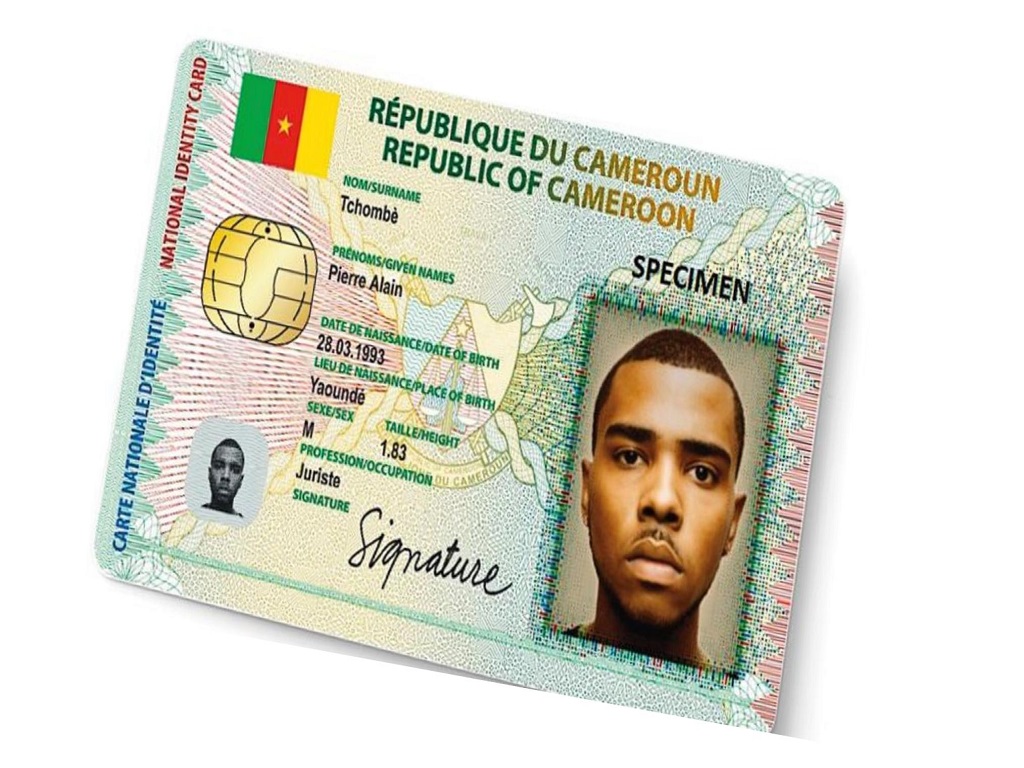 NATIONAL IDENTITY CARD
CARTE NATIONALE D'IDENTITÉ
RÉPUBLIQUE DU CAMEROUN
REPUBLIC OF CAMEROON
NOM/SURNAME
Tchombè
SPECIMEN
PRÉNOMS/GIVEN NAMES
Pierre Alain
DATE DE NAISSANCE/DATE OF BIRTH
28.03.1993
LIEU DE NAISSANCE/PLACE OF BIRTH
Yaoundé
SEXE/SEX TAILLE/HEIGHT
M 1.83
PROFESSION/OCCUPATION
Juriste
DU CAMEROUN
SIGNATURE
Signature